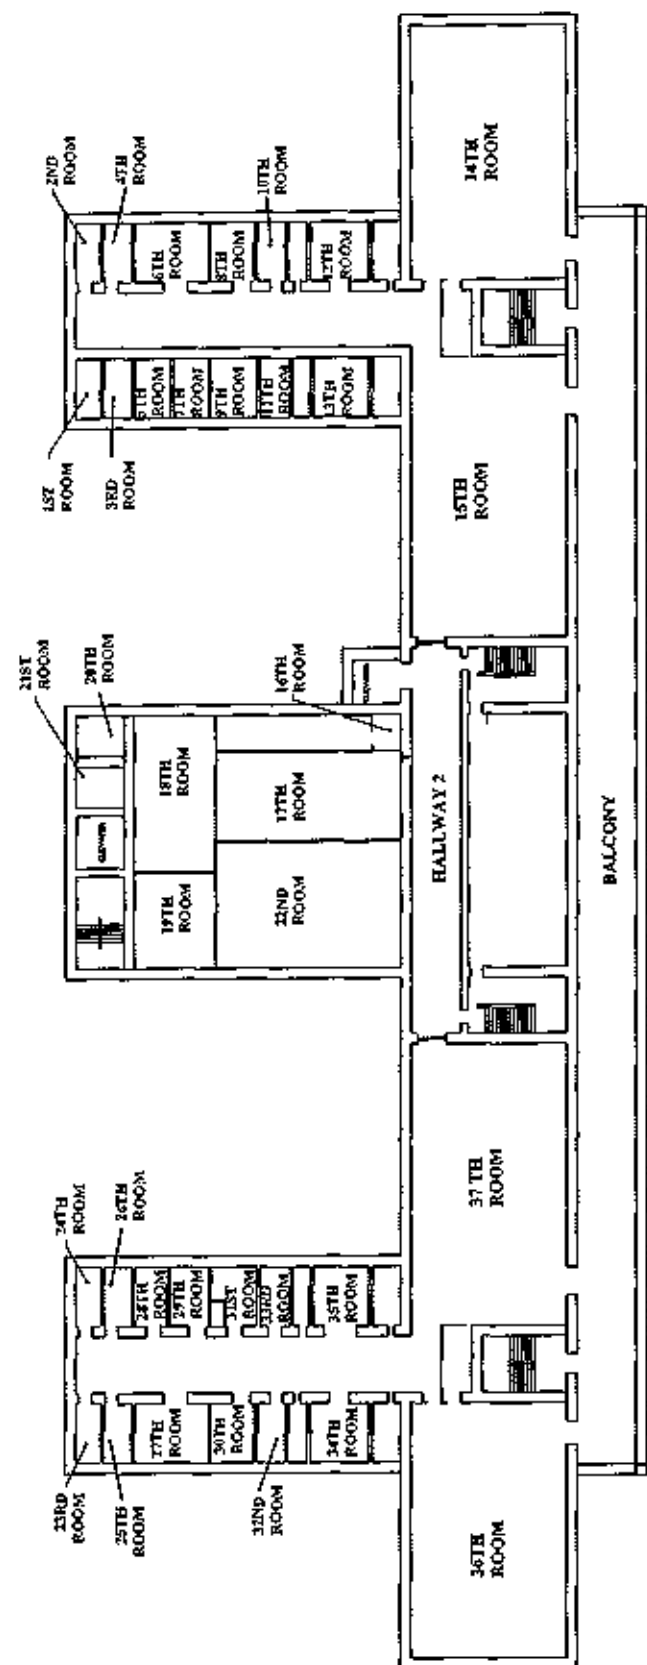 2ND
ROOM
4TH
ROOM
10TH
ROOM
14TH
ROOM
6TH
ROOM
8TH
ROOM
12TH
ROOM
1ST
ROOM
3RD
ROOM
5TH
ROOM
7TH
ROOM
9TH
ROOM
11TH
ROOM
13TH
ROOM
15TH
ROOM
21ST
ROOM
20TH
ROOM
16TH
ROOM
ELEVATOR
18TH
ROOM
17TH
ROOM
ELEVATOR
19TH
ROOM
22ND
ROOM
HALLWAY 2
BALCONY
24TH
ROOM
26TH
ROOM
28TH
ROOM
29TH
ROOM
31ST
ROOM
33RD
ROOM
35TH
ROOM
37 TH
ROOM
23RD
ROOM
25TH
ROOM
27TH
ROOM
30TH
ROOM
32ND
ROOM
34TH
ROOM
36TH
ROOM